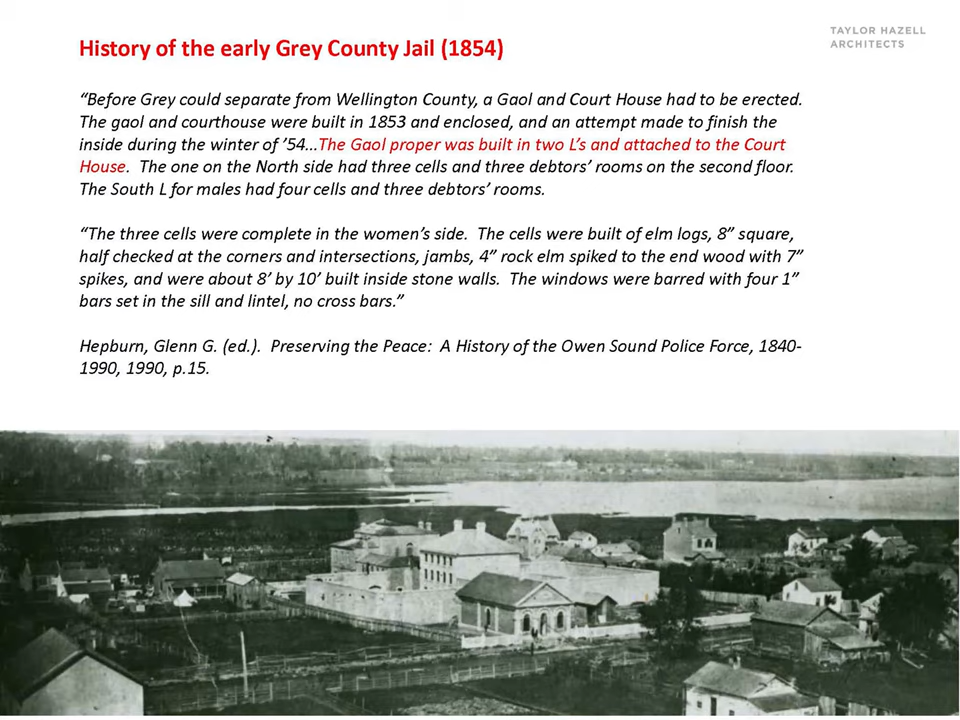 History of the early Grey County Jail (1854)
TAYLOR HAZELL
ARCHITECTS
“Before Grey could separate from Wellington County, a Gaol and Court House had to be erected.
The gaol and courthouse were built in 1853 and enclosed, and an attempt made to finish the
inside during the winter of ’54…The Gaol proper was built in two L’s and attached to the Court
House.  The one on the North side had three cells and three debtors’ rooms on the second floor.
The South L for males had four cells and three debtors’ rooms.
“The three cells were complete in the women’s side.  The cells were built of elm logs, 8” square,
half checked at the corners and intersections, jambs, 4” rock elm spiked to the end wood with 7”
spikes, and were about 8’ by 10’ built inside stone walls.  The windows were barred with four 1”
bars set in the sill and lintel, no cross bars.”
Hepburn, Glenn G. (ed.).  Preserving the Peace:  A History of the Owen Sound Police Force, 1840-
1990, 1990, p.15.